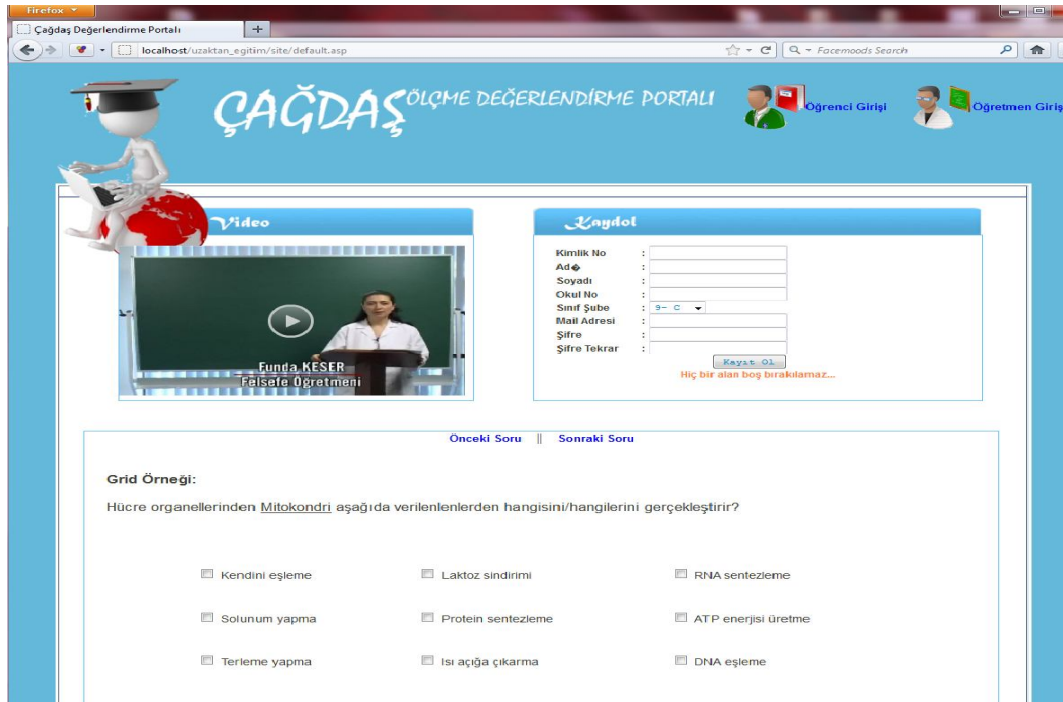 Firefox
Çağdaş Değerlendirme Portalı
localhost/uzaktan_egitim/site/default.asp
Facemoods Search
ÇAĞDAŞ ÖLÇME DEĞERLENDİRME PORTALI
Öğrenci Girişi
Öğretmen Giriş
Video
Funda KESER
Felsefe Öğretmeni
Kaydol
Kimlik No :
Ad� :
Soyadı :
Okul No :
Sınıf Şube : 9- C
Mail Adresi :
Şifre :
Şifre Tekrar :
Kayıt Ol
Hiç bir alan boş bırakılamaz...
Önceki Soru || Sonraki Soru
Grid Örneği:
Hücre organellerinden Mitokondri aşağıda verilenlenlerden hangisini/hangilerini gerçekleştirir?
Kendini eşleme Laktoz sindirimi RNA sentezleme
Solunum yapma Protein sentezleme ATP enerjisi üretme
Terleme yapma Isı açığa çıkarma DNA eşleme